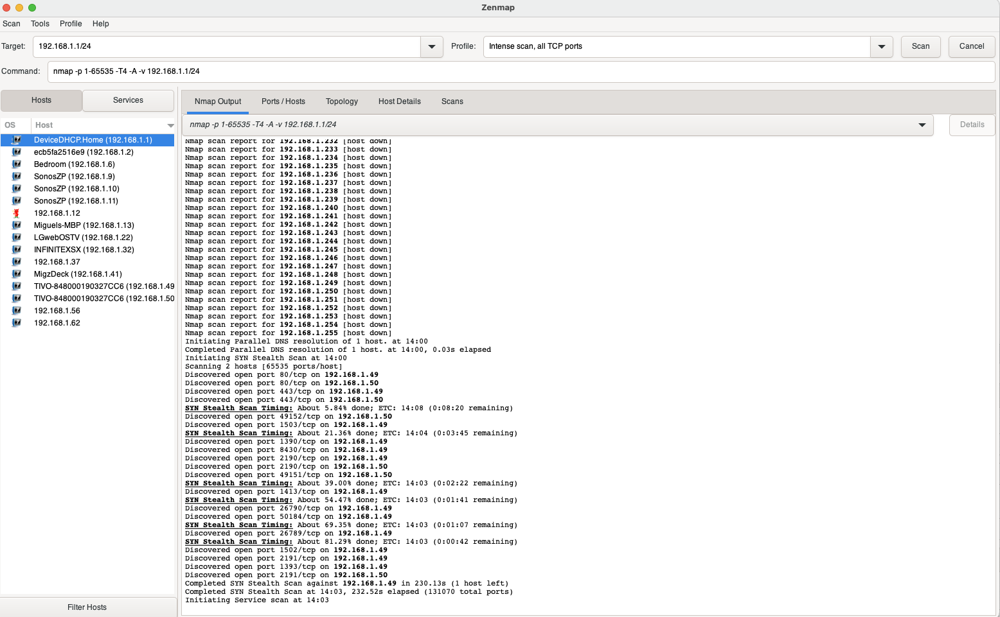 Zenmap
Scan Tools Profile Help
Target: 192.168.1.1/24 Profile: Intense scan, all TCP ports Scan Cancel
Command: nmap -p 1-65535 -T4 -A -v 192.168.1.1/24
Hosts Services
OS Host
DeviceDHCP.Home (192.168.1.1)
ecb5fa2516e9 (192.168.1.2)
Bedroom (192.168.1.6)
SonosZP (192.168.1.9)
SonosZP (192.168.1.10)
SonosZP (192.168.1.11)
192.168.1.12
Miguels-MBP (192.168.1.13)
LGwebOSTV (192.168.1.22)
INFINITEXSX (192.168.1.32)
192.168.1.37
MigzDeck (192.168.1.41)
TIVO-848000190327CC6 (192.168.1.49
TIVO-848000190327CC6 (192.168.1.50
192.168.1.56
192.168.1.62
Filter Hosts
Nmap Output Ports / Hosts Topology Host Details Scans
nmap -p 1-65535 -T4 -A -v 192.168.1.1/24 Details
Nmap scan report for 192.168.1.232 [host down]
Nmap scan report for 192.168.1.233 [host down]
Nmap scan report for 192.168.1.234 [host down]
Nmap scan report for 192.168.1.235 [host down]
Nmap scan report for 192.168.1.236 [host down]
Nmap scan report for 192.168.1.237 [host down]
Nmap scan report for 192.168.1.238 [host down]
Nmap scan report for 192.168.1.239 [host down]
Nmap scan report for 192.168.1.240 [host down]
Nmap scan report for 192.168.1.241 [host down]
Nmap scan report for 192.168.1.242 [host down]
Nmap scan report for 192.168.1.243 [host down]
Nmap scan report for 192.168.1.244 [host down]
Nmap scan report for 192.168.1.245 [host down]
Nmap scan report for 192.168.1.246 [host down]
Nmap scan report for 192.168.1.247 [host down]
Nmap scan report for 192.168.1.248 [host down]
Nmap scan report for 192.168.1.249 [host down]
Nmap scan report for 192.168.1.250 [host down]
Nmap scan report for 192.168.1.251 [host down]
Nmap scan report for 192.168.1.252 [host down]
Nmap scan report for 192.168.1.253 [host down]
Nmap scan report for 192.168.1.254 [host down]
Nmap scan report for 192.168.1.255 [host down]
Initiating Parallel DNS resolution of 1 host. at 14:00
Completed Parallel DNS resolution of 1 host. at 14:00, 0.03s elapsed
Initiating SYN Stealth Scan at 14:00
Scanning 2 hosts [65535 ports/host]
Discovered open port 80/tcp on 192.168.1.49
Discovered open port 80/tcp on 192.168.1.50
Discovered open port 443/tcp on 192.168.1.49
Discovered open port 443/tcp on 192.168.1.50
SYN Stealth Scan Timing: About 5.84% done; ETC: 14:08 (0:08:20 remaining)
Discovered open port 49152/tcp on 192.168.1.50
Discovered open port 1503/tcp on 192.168.1.49
SYN Stealth Scan Timing: About 21.36% done; ETC: 14:04 (0:03:45 remaining)
Discovered open port 1390/tcp on 192.168.1.49
Discovered open port 8430/tcp on 192.168.1.49
Discovered open port 2190/tcp on 192.168.1.49
Discovered open port 2190/tcp on 192.168.1.50
Discovered open port 49151/tcp on 192.168.1.50
SYN Stealth Scan Timing: About 39.00% done; ETC: 14:03 (0:02:22 remaining)
Discovered open port 1413/tcp on 192.168.1.49
SYN Stealth Scan Timing: About 54.47% done; ETC: 14:03 (0:01:41 remaining)
Discovered open port 26790/tcp on 192.168.1.49
Discovered open port 50184/tcp on 192.168.1.49
SYN Stealth Scan Timing: About 69.35% done; ETC: 14:03 (0:01:07 remaining)
Discovered open port 26789/tcp on 192.168.1.49
SYN Stealth Scan Timing: About 81.29% done; ETC: 14:03 (0:00:42 remaining)
Discovered open port 1502/tcp on 192.168.1.49
Discovered open port 2191/tcp on 192.168.1.49
Discovered open port 1393/tcp on 192.168.1.49
Discovered open port 2191/tcp on 192.168.1.50
Completed SYN Stealth Scan against 192.168.1.49 in 230.13s (1 host left)
Completed SYN Stealth Scan at 14:03, 232.52s elapsed (131070 total ports)
Initiating Service scan at 14:03